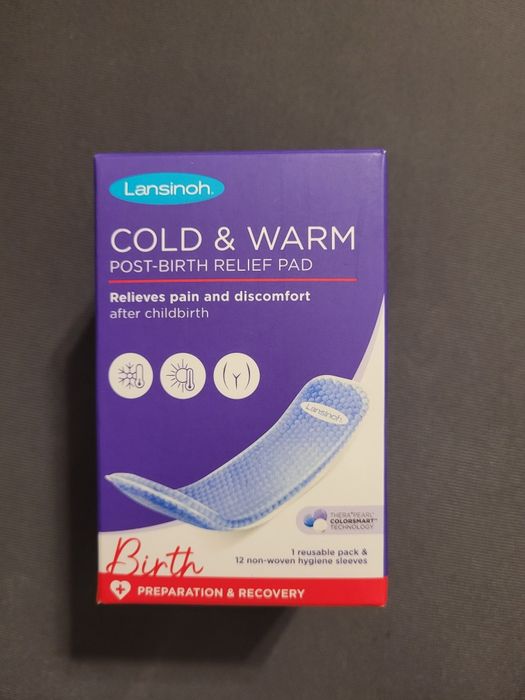 Lansinoh®
COLD & WARM
POST-BIRTH RELIEF PAD
Relieves pain and discomfort
after childbirth
Lansinoh
THERA°PEARL®
COLORSMART™
TECHNOLOGY
1 reusable pack &
12 non-woven hygiene sleeves
Birth
PREPARATION & RECOVERY